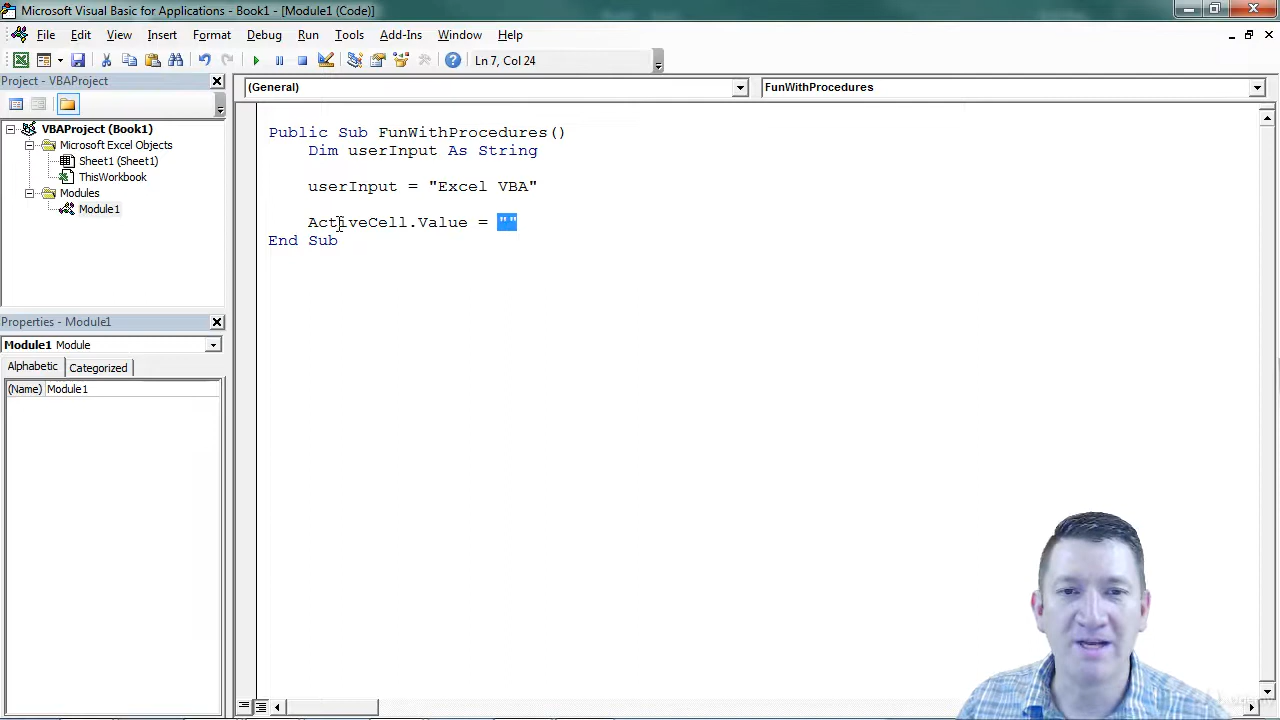 Microsoft Visual Basic for Applications - Book1 - [Module1 (Code)]
File Edit View Insert Format Debug Run Tools Add-Ins Window Help
Ln 7, Col 24
Project - VBAProject
(General)
FunWithProcedures
VBAProject (Book1)
Microsoft Excel Objects
Sheet1 (Sheet1)
ThisWorkbook
Modules
Module1
Public Sub FunWithProcedures()
Dim userInput As String
userInput = "Excel VBA"
ActiveCell.Value = ""
End Sub
Properties - Module1
Module1 Module
Alphabetic Categorized
(Name) Module1